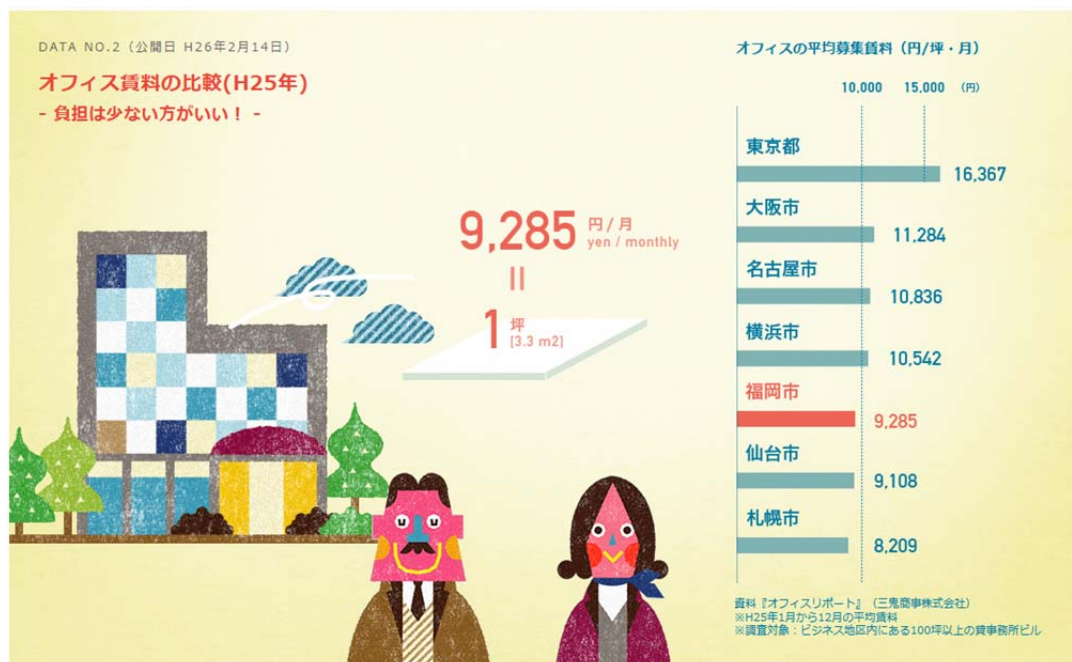 DATA NO.2（公開日 H26年2月14日）
オフィス賃料の比較(H25年)
- 負担は少ない方がいい！ -
9,285 円/月
yen / monthly
=
1 坪
[3.3 m2]
オフィスの平均募集賃料（円/坪・月）
10,000 15,000 （円）
東京都
16,367
大阪市
11,284
名古屋市
10,836
横浜市
10,542
福岡市
9,285
仙台市
9,108
札幌市
8,209
資料『オフィスリポート』（三鬼商事株式会社）
※H25年1月から12月の平均賃料
※調査対象：ビジネス地区内にある100坪以上の貸事務所ビル